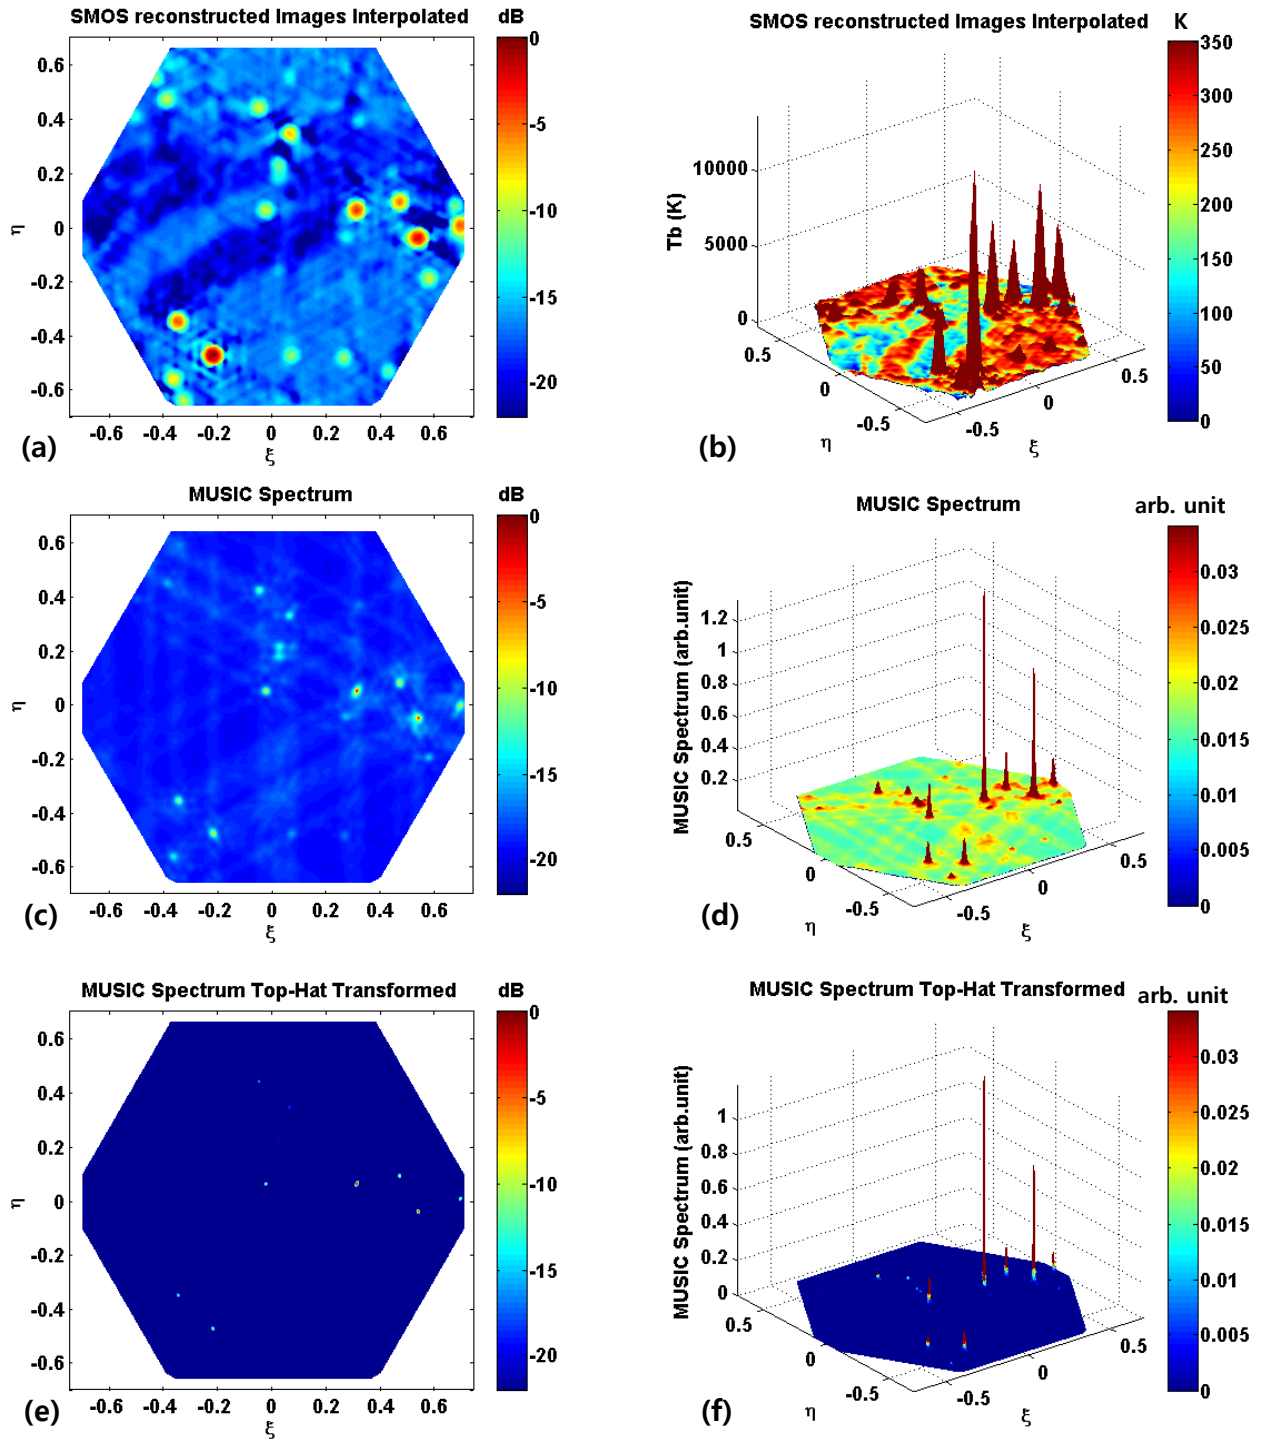 SMOS reconstructed Images Interpolated
dB
0.6
0.4
0.2
0
-0.2
-0.4
-0.6
η
-0.6 -0.4 -0.2 0 0.2 0.4 0.6
ξ
0
-5
-10
-15
-20
(a)
SMOS reconstructed Images Interpolated
K
10000
5000
0
Tb (K)
0.5
0
-0.5
η
-0.5
0
0.5
ξ
350
300
250
200
150
100
50
0
(b)
MUSIC Spectrum
dB
0.6
0.4
0.2
0
-0.2
-0.4
-0.6
η
-0.6 -0.4 -0.2 0 0.2 0.4 0.6
ξ
0
-5
-10
-15
-20
(c)
MUSIC Spectrum
arb. unit
1.2
1
0.8
0.6
0.4
0.2
MUSIC Spectrum (arb.unit)
0.5
0
-0.5
η
-0.5
0
0.5
ξ
0.03
0.025
0.02
0.015
0.01
0.005
0
(d)
MUSIC Spectrum Top-Hat Transformed
dB
0.6
0.4
0.2
0
-0.2
-0.4
-0.6
η
-0.6 -0.4 -0.2 0 0.2 0.4 0.6
ξ
0
-5
-10
-15
-20
(e)
MUSIC Spectrum Top-Hat Transformed
arb. unit
1
0.8
0.6
0.4
0.2
0
MUSIC Spectrum (arb.unit)
0.5
0
-0.5
η
-0.5
0
0.5
ξ
0.03
0.025
0.02
0.015
0.01
0.005
0
(f)